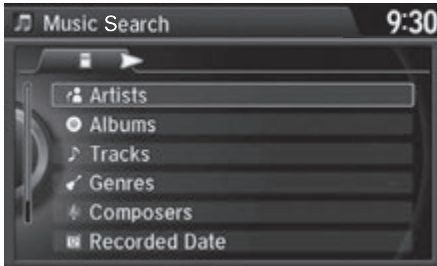 Music Search
9:30
Artists
Albums
Tracks
Genres
Composers
Recorded Date